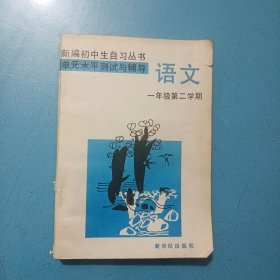 新编初中生自习丛书
单元水平测试与辅导
语文
一年级第二学期
新世纪出版社